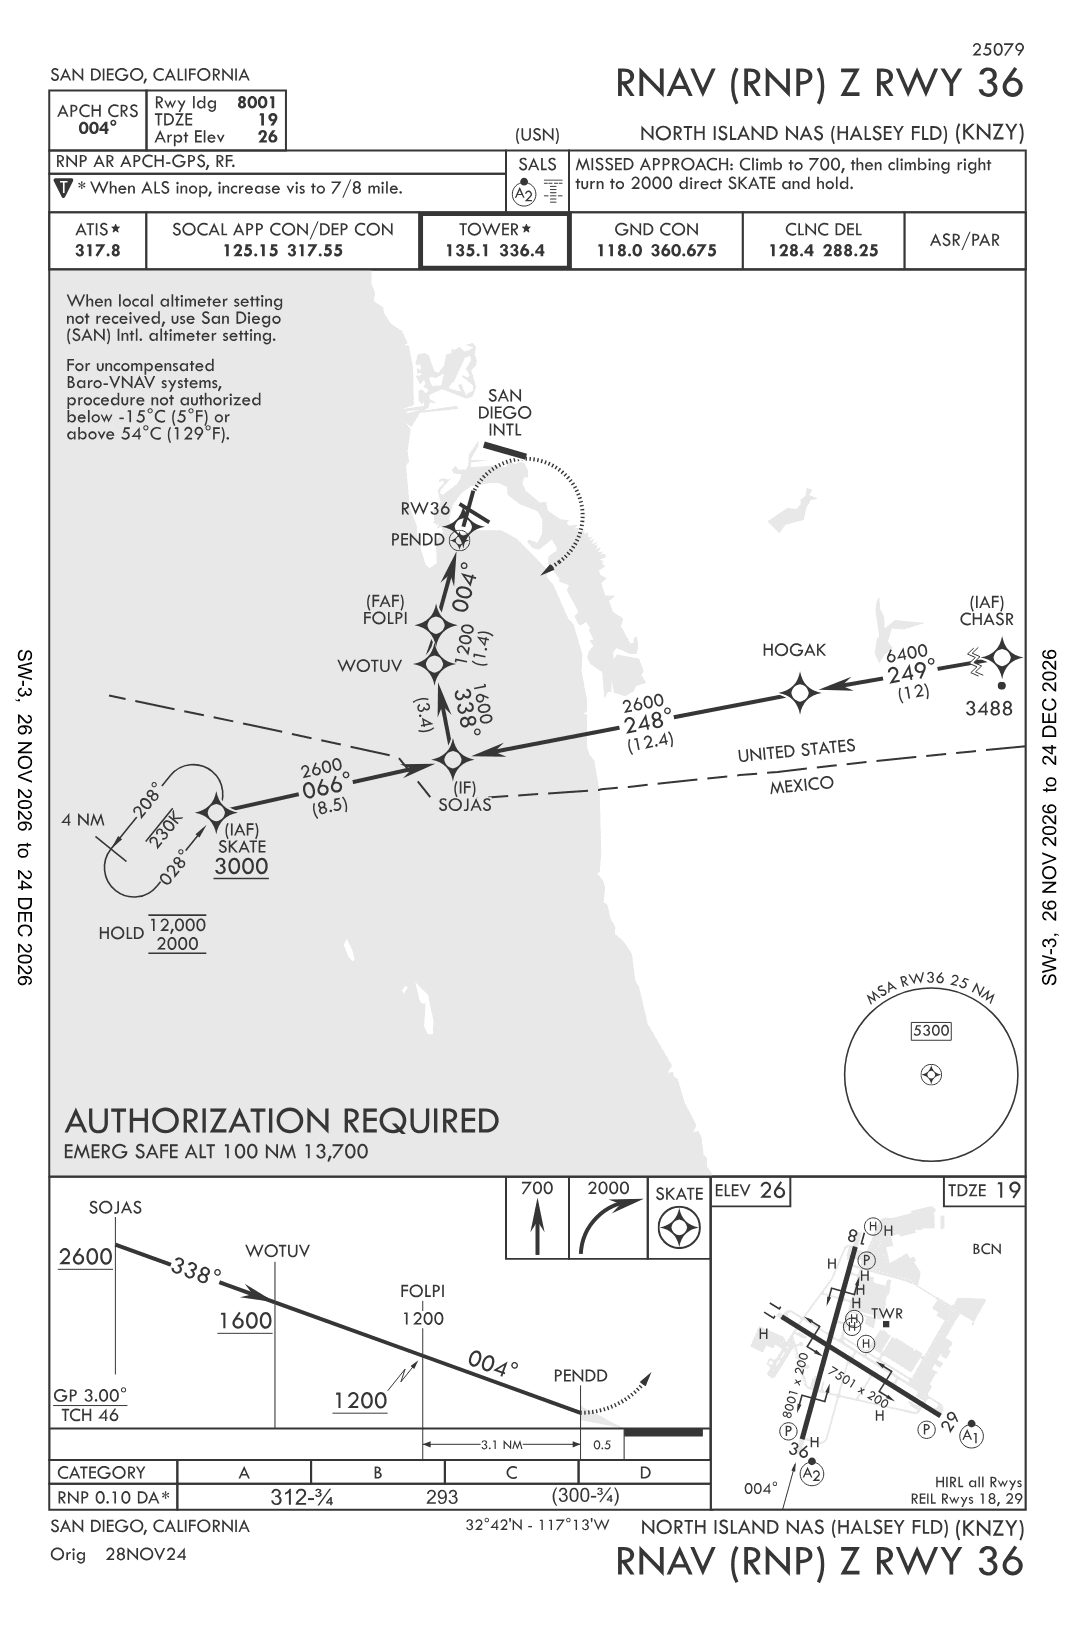 25079
SAN DIEGO, CALIFORNIA
RNAV (RNP) Z RWY 36
APCH CRS
004°
Rwy ldg 8001
TDZE 19
Arpt Elev 26
(USN)
NORTH ISLAND NAS (HALSEY FLD) (KNZY)
RNP AR APCH-GPS, RF.
T * When ALS inop, increase vis to 7/8 mile.
SALS
A2
MISSED APPROACH: Climb to 700, then climbing right
turn to 2000 direct SKATE and hold.
ATIS★
317.8
SOCAL APP CON/DEP CON
125.15 317.55
TOWER★
135.1 336.4
GND CON
118.0 360.675
CLNC DEL
128.4 288.25
ASR/PAR
When local altimeter setting
not received, use San Diego
(SAN) Intl. altimeter setting.
For uncompensated
Baro-VNAV systems,
procedure not authorized
below -15°C (5°F) or
above 54°C (129°F).
SAN
DIEGO
INTL
RW36
PENDD
004°
(FAF)
FOLPI
1200
(1.4)
WOTUV
1600
338°
(3.4)
HOGAK
(IAF)
CHASR
6400
249°
(12)
3488
2600
248°
(12.4)
UNITED STATES
MEXICO
(IF)
SOJAS
2600
066°
(8.5)
(IAF)
SKATE
3000
208°
230K
028°
4 NM
HOLD
12,000
2000
MSA RW36 25 NM
5300
AUTHORIZATION REQUIRED
EMERG SAFE ALT 100 NM 13,700
SW-3, 26 NOV 2026 to 24 DEC 2026
SW-3, 26 NOV 2026 to 24 DEC 2026
SOJAS
2600
338°
WOTUV
1600
FOLPI
1200
1200
004°
PENDD
GP 3.00°
TCH 46
3.1 NM
0.5
700
2000
SKATE
ELEV 26
TDZE 19
BCN
18
H
H
P
H
H
H
H
H
H
H
TWR
11
H
8001 x 200
7501 x 200
H
P
29
A1
P
H
36
A2
004°
HIRL all Rwys
REIL Rwys 18, 29
CATEGORY A B C D
RNP 0.10 DA* 312-¾ 293 (300-¾)
SAN DIEGO, CALIFORNIA
32°42'N - 117°13'W
NORTH ISLAND NAS (HALSEY FLD) (KNZY)
Orig 28NOV24
RNAV (RNP) Z RWY 36